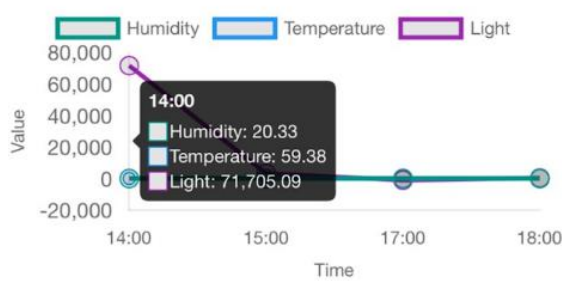 Humidity Temperature Light
80,000
60,000
40,000
20,000
0
-20,000
Value
14:00
Humidity: 20.33
Temperature: 59.38
Light: 71,705.09
14:00 15:00 17:00 18:00
Time